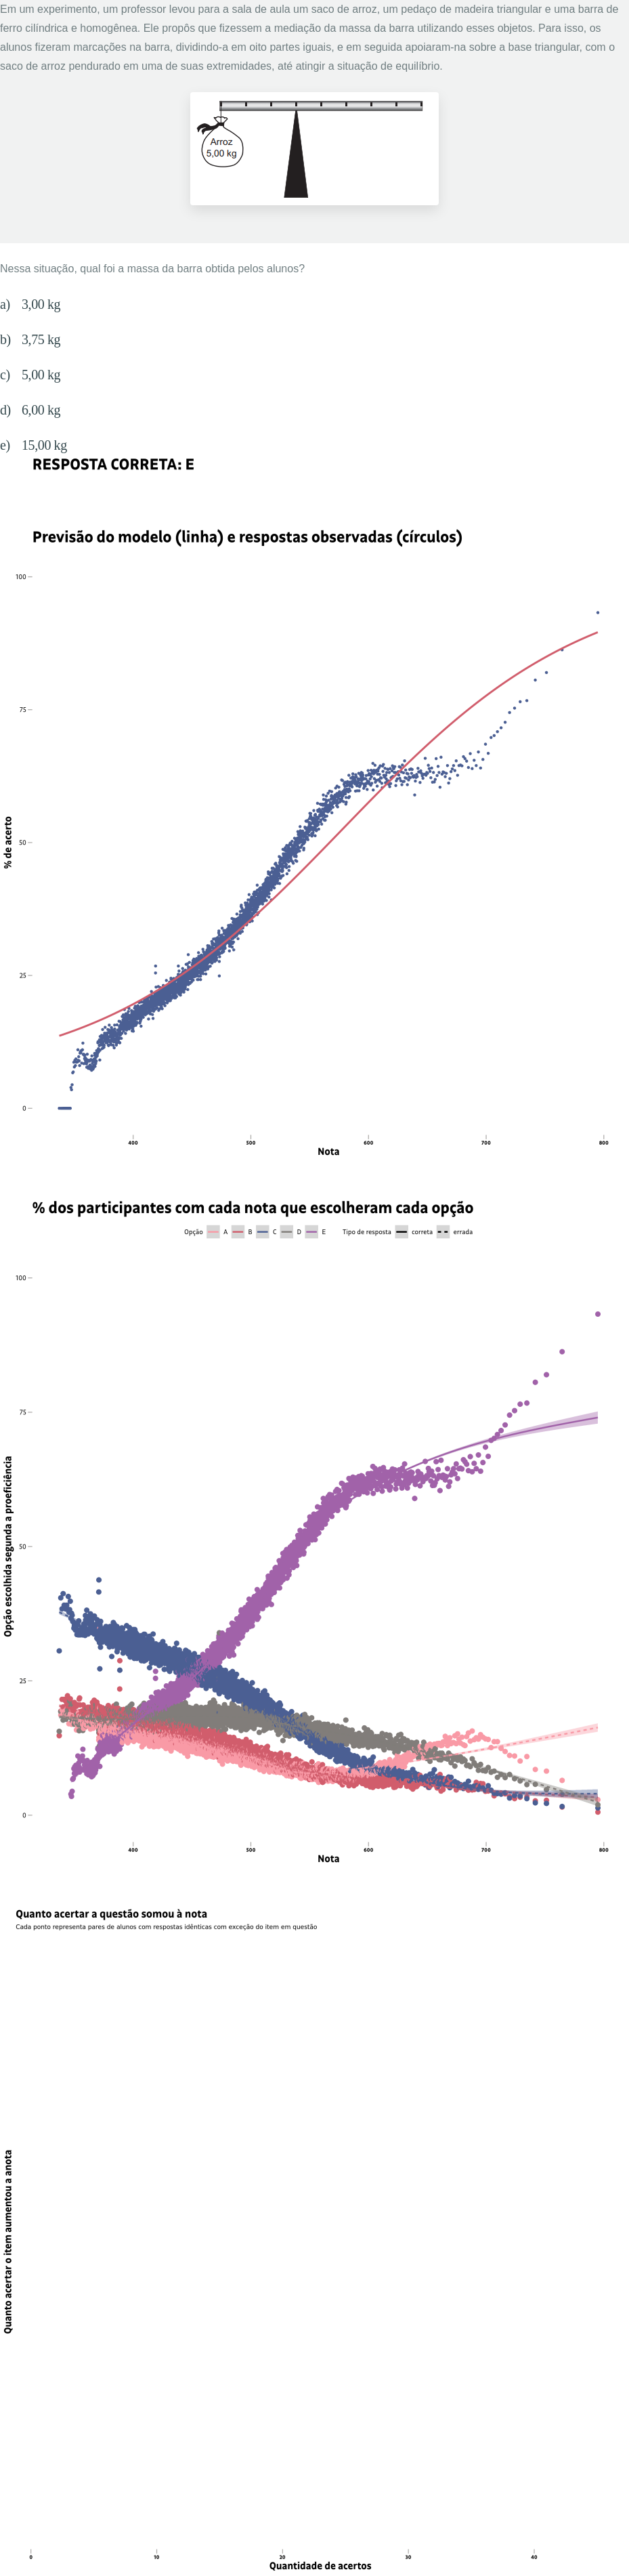 Em um experimento, um professor levou para a sala de aula um saco de arroz, um pedaço de madeira triangular e uma barra de
ferro cilíndrica e homogênea. Ele propôs que fizessem a mediação da massa da barra utilizando esses objetos. Para isso, os
alunos fizeram marcações na barra, dividindo-a em oito partes iguais, e em seguida apoiaram-na sobre a base triangular, com o
saco de arroz pendurado em uma de suas extremidades, até atingir a situação de equilíbrio.
Arroz
5,00 kg
Nessa situação, qual foi a massa da barra obtida pelos alunos?
a) 3,00 kg
b) 3,75 kg
c) 5,00 kg
d) 6,00 kg
e) 15,00 kg
RESPOSTA CORRETA: E
Previsão do modelo (linha) e respostas observadas (círculos)
100
75
50
25
0
% de acerto
400 500 600 700 800
Nota
% dos participantes com cada nota que escolheram cada opção
Opção A B C D E Tipo de resposta correta errada
100
75
50
25
0
Opção escolhida segunda a proeficiência
400 500 600 700 800
Nota
Quanto acertar a questão somou à nota
Cada ponto representa pares de alunos com respostas idênticas com exceção do item em questão
Quanto acertar o item aumentou a anota
0 10 20 30 40
Quantidade de acertos